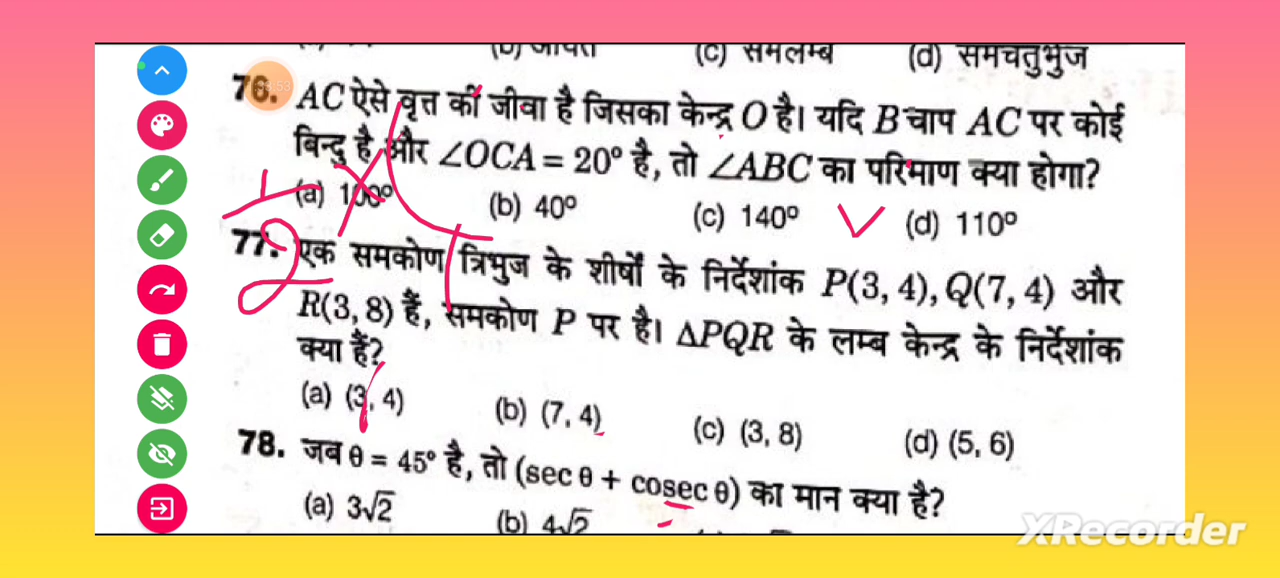 (c) समलम्ब (d) समचतुर्भुज
76. AC ऐसे वृत्त की जीवा है जिसका केन्द्र O है। यदि B चाप AC पर कोई
बिन्दु है और ∠OCA = 20° है, तो ∠ABC का परिमाण क्या होगा?
(a) 100° (b) 40° (c) 140° (d) 110°
77. एक समकोण त्रिभुज के शीर्षों के निर्देशांक P(3, 4), Q(7, 4) और
R(3, 8) हैं, समकोण P पर है। ΔPQR के लम्ब केन्द्र के निर्देशांक
क्या हैं?
(a) (3, 4) (b) (7, 4) (c) (3, 8) (d) (5, 6)
78. जब θ = 45° है, तो (sec θ + cosec θ) का मान क्या है?
(a) 3√2 (b) 4√2
XRecorder